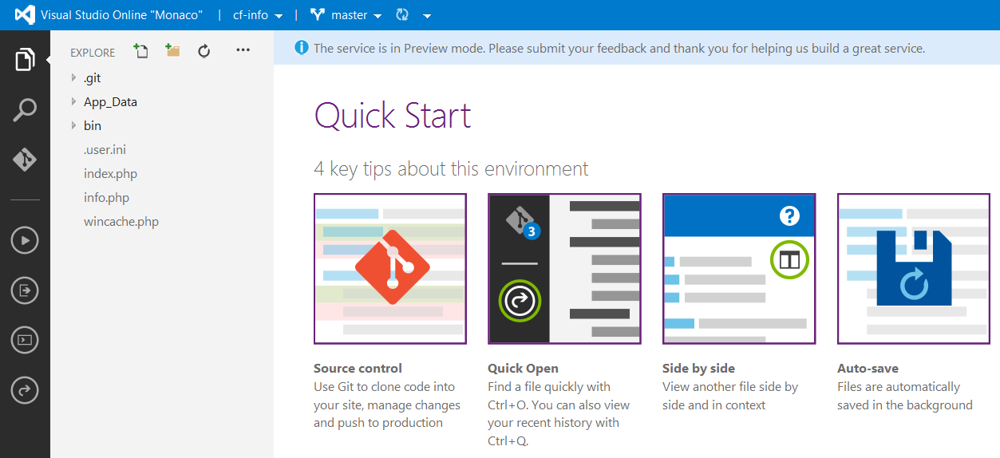 Visual Studio Online "Monaco" | cf-info | master
EXPLORE
.git
App_Data
bin
.user.ini
index.php
info.php
wincache.php
The service is in Preview mode. Please submit your feedback and thank you for helping us build a great service.
Quick Start
4 key tips about this environment
3
?
Source control
Use Git to clone code into
your site, manage changes
and push to production
Quick Open
Find a file quickly with
Ctrl+O. You can also view
your recent history with
Ctrl+Q.
Side by side
View another file side by
side and in context
Auto-save
Files are automatically
saved in the background